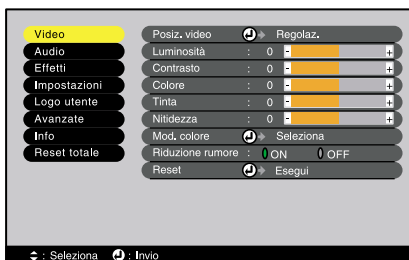 Video
Audio
Effetti
Impostazioni
Logo utente
Avanzate
Info
Reset totale
Posiz. video Regolaz.
Luminosità : 0 - +
Contrasto : 0 - +
Colore : 0 - +
Tinta : 0 - +
Nitidezza : 0 - +
Mod. colore Seleziona
Riduzione rumore : ON OFF
Reset Esegui
: Seleziona : Invio